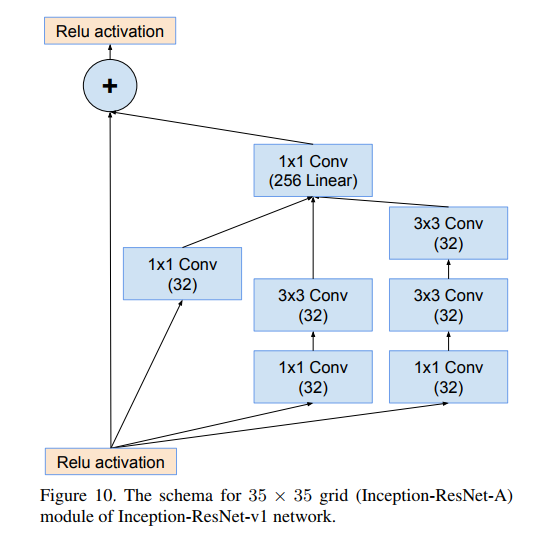 Relu activation
+
1x1 Conv
(256 Linear)
3x3 Conv
(32)
1x1 Conv
(32)
3x3 Conv
(32)
3x3 Conv
(32)
1x1 Conv
(32)
1x1 Conv
(32)
Relu activation
Figure 10. The schema for 35 × 35 grid (Inception-ResNet-A)
module of Inception-ResNet-v1 network.